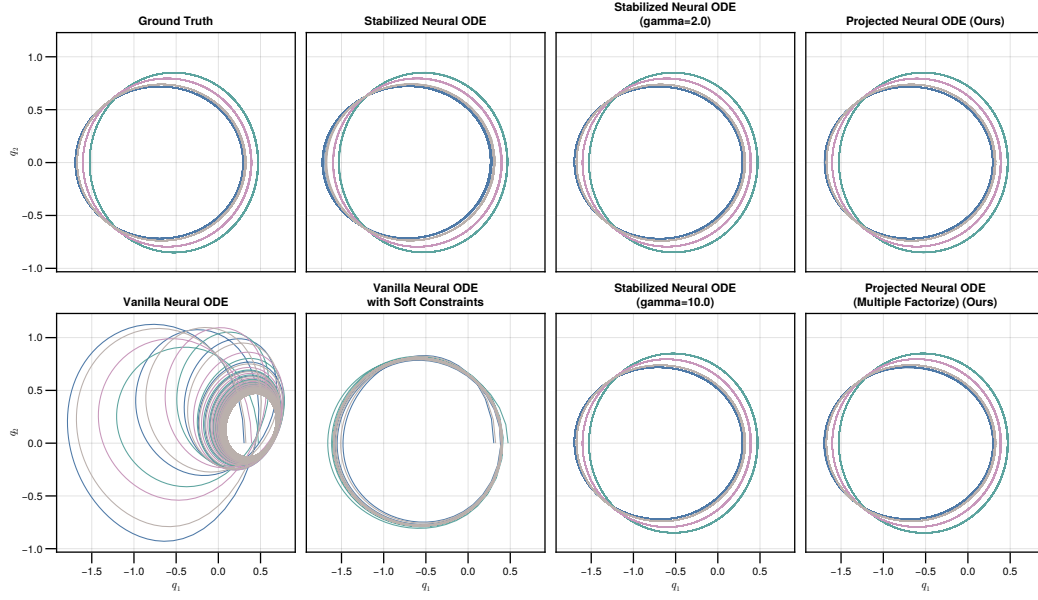 Ground Truth
Stabilized Neural ODE
Stabilized Neural ODE
(gamma=2.0)
Projected Neural ODE (Ours)
1.0
0.5
0.0
−0.5
−1.0
q₂
Vanilla Neural ODE
Vanilla Neural ODE
with Soft Constraints
Stabilized Neural ODE
(gamma=10.0)
Projected Neural ODE
(Multiple Factorize) (Ours)
1.0
0.5
0.0
−0.5
−1.0
q₂
−1.5 −1.0 −0.5 0.0 0.5
−1.5 −1.0 −0.5 0.0 0.5
−1.5 −1.0 −0.5 0.0 0.5
−1.5 −1.0 −0.5 0.0 0.5
q₁
q₁
q₁
q₁